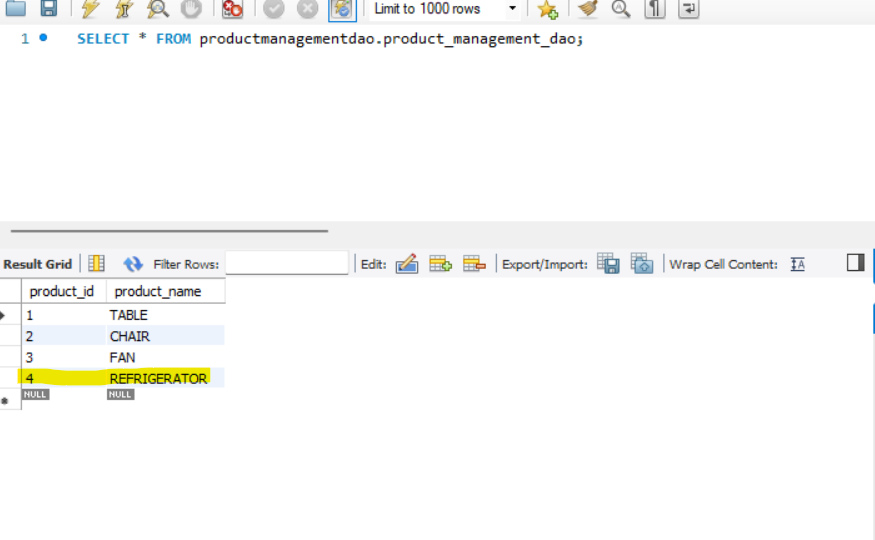 Limit to 1000 rows
1 SELECT * FROM productmanagementdao.product_management_dao;
Result Grid Filter Rows: Edit: Export/Import: Wrap Cell Content: IA
product_id product_name
1 TABLE
2 CHAIR
3 FAN
4 REFRIGERATOR
NULL NULL